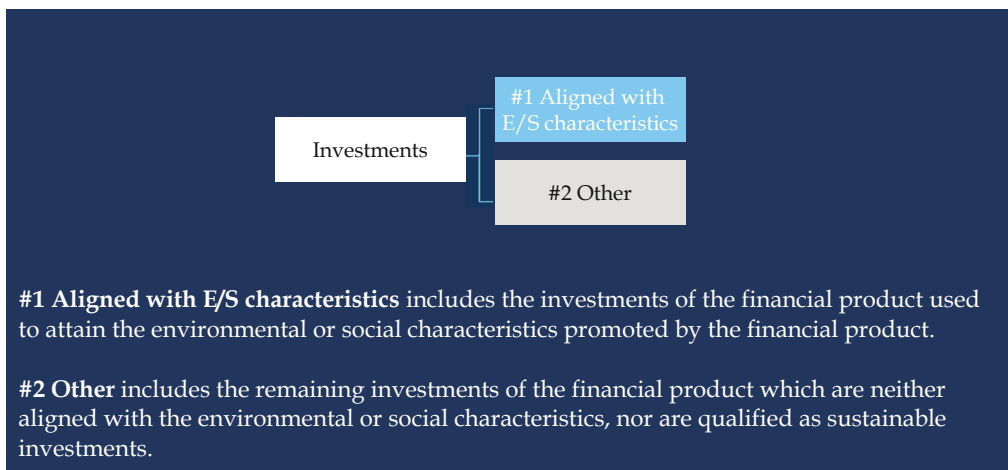 #1 Aligned with
E/S characteristics
Investments
#2 Other
#1 Aligned with E/S characteristics includes the investments of the financial product used
to attain the environmental or social characteristics promoted by the financial product.
#2 Other includes the remaining investments of the financial product which are neither
aligned with the environmental or social characteristics, nor are qualified as sustainable
investments.